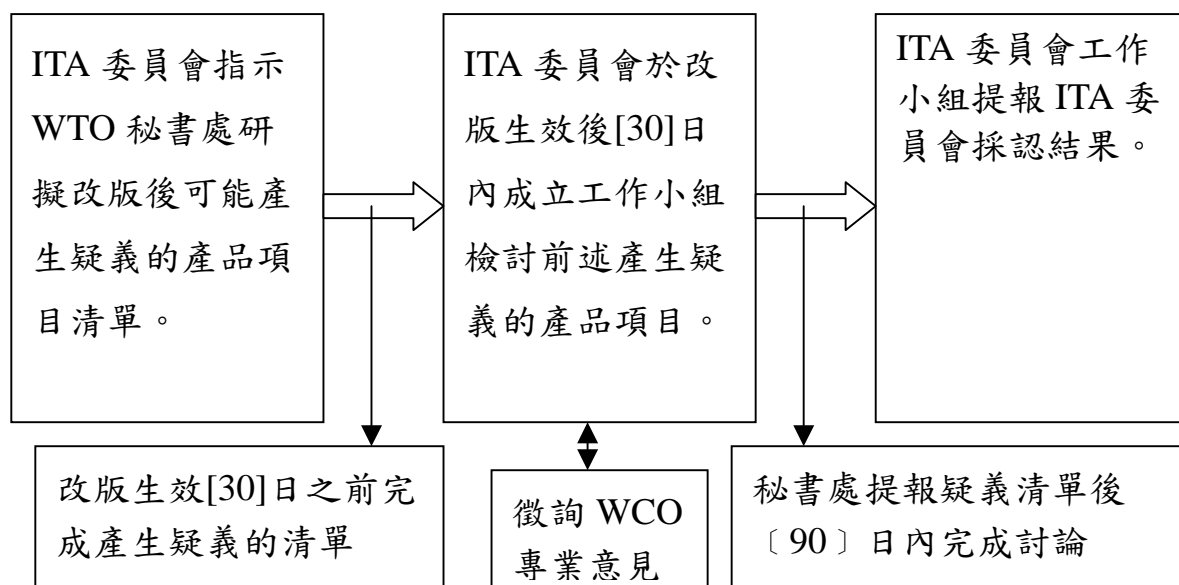 ITA 委員會指示
WTO 秘書處研
擬改版後可能產
生疑義的產品項
目清單。
ITA 委員會於改
版生效後[30]日
內成立工作小組
檢討前述產生疑
義的產品項目。
ITA 委員會工作
小組提報 ITA 委
員會採認結果。
改版生效[30]日之前完
成產生疑義的清單
徵詢 WCO
專業意見
秘書處提報疑義清單後
〔90〕日內完成討論